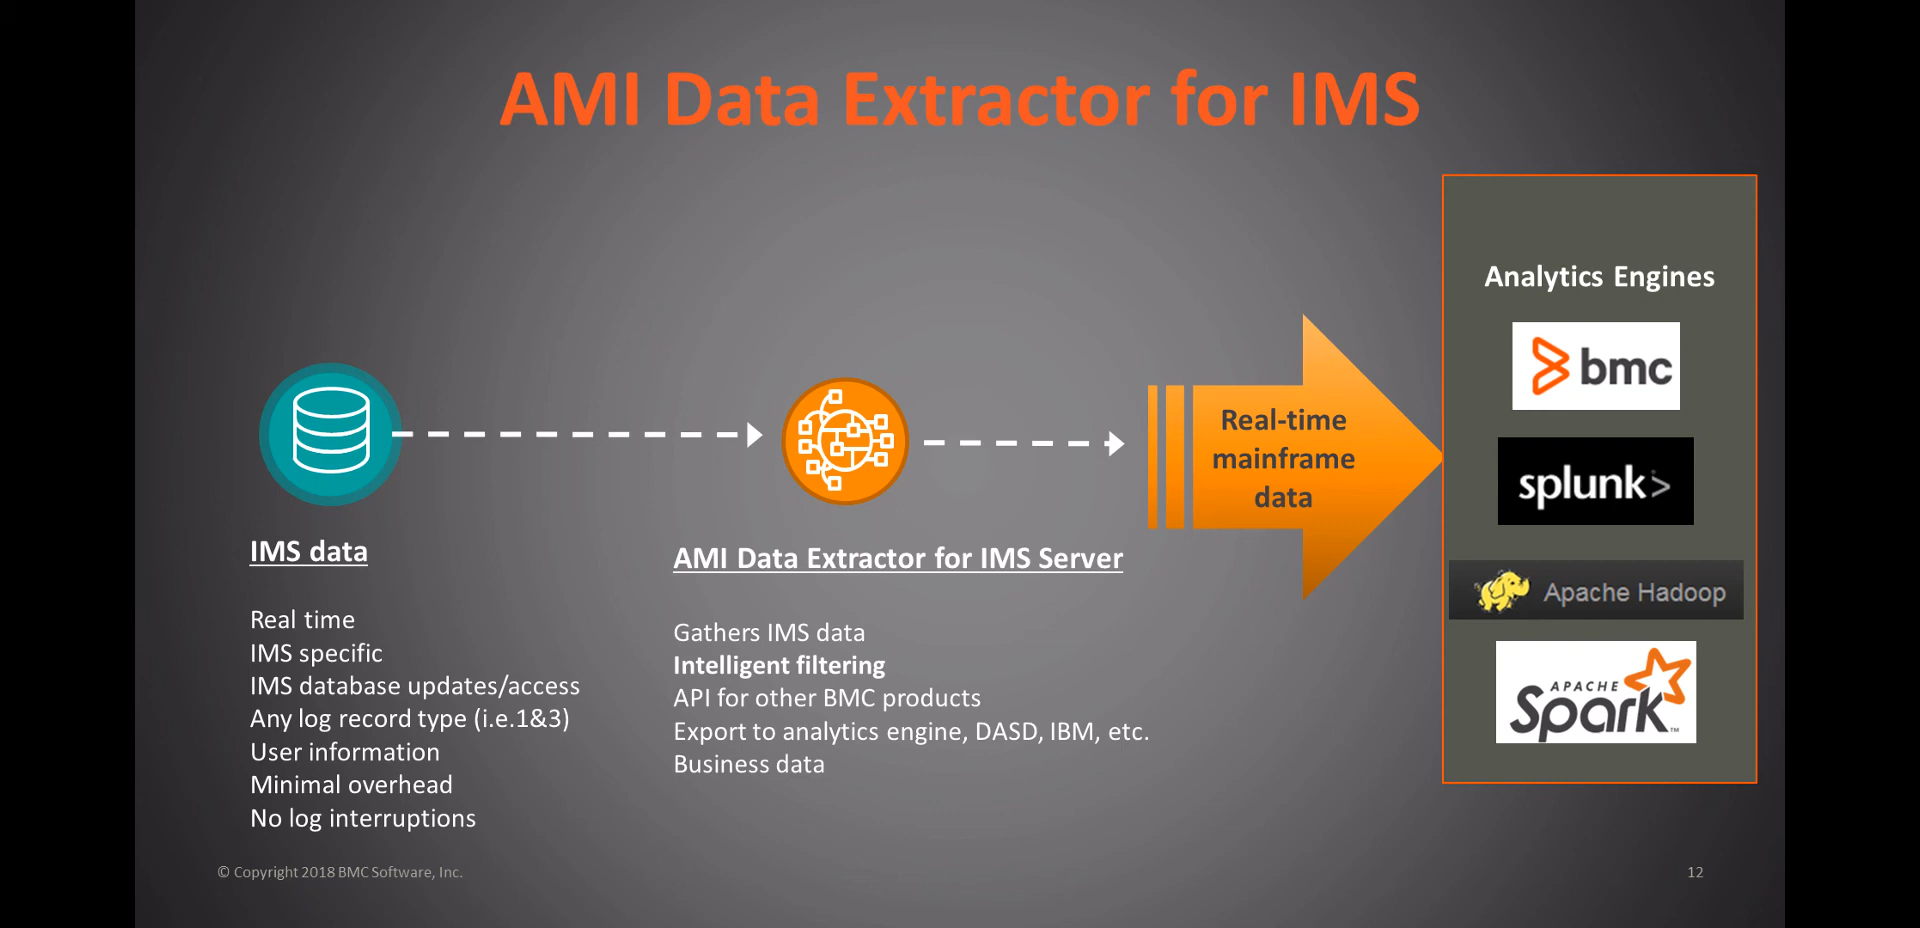 AMI Data Extractor for IMS
Analytics Engines
bmc
splunk>
Apache Hadoop
APACHE
Spark™
Real-time
mainframe
data
IMS data
Real time
IMS specific
IMS database updates/access
Any log record type (i.e.1&3)
User information
Minimal overhead
No log interruptions
AMI Data Extractor for IMS Server
Gathers IMS data
Intelligent filtering
API for other BMC products
Export to analytics engine, DASD, IBM, etc.
Business data
© Copyright 2018 BMC Software, Inc.
12